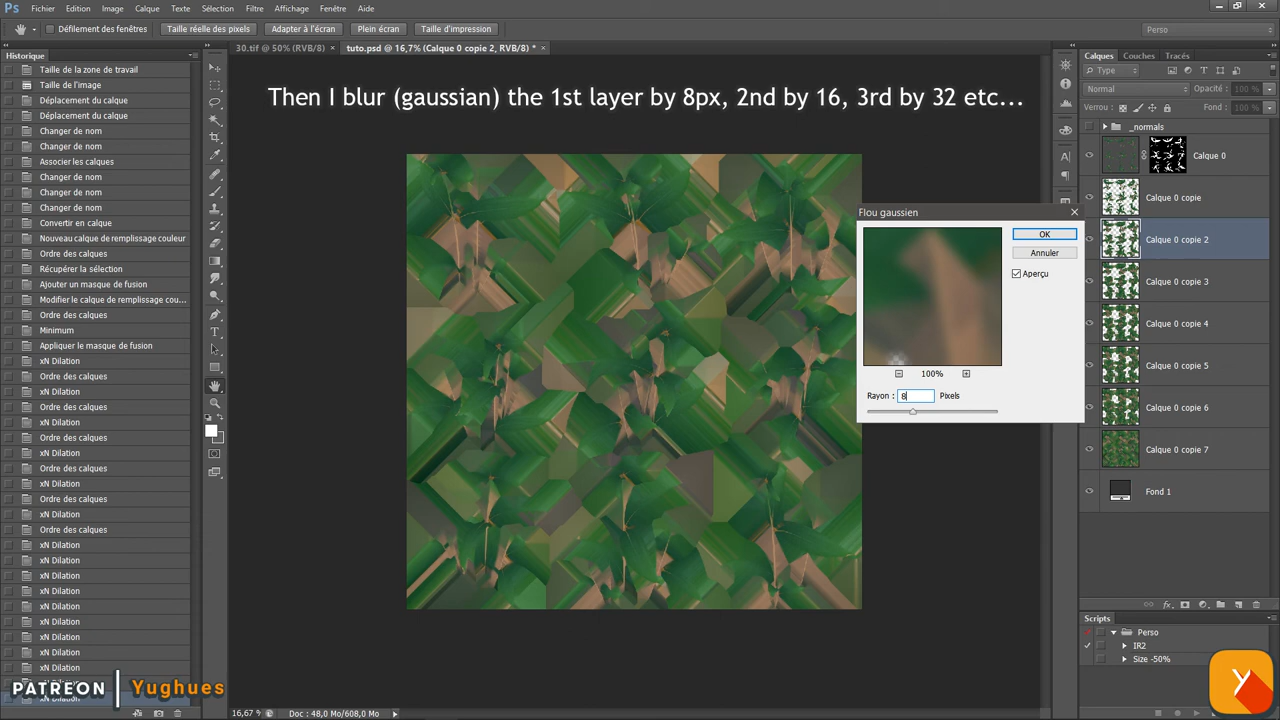 Ps Fichier Edition Image Calque Texte Sélection Filtre Affichage Fenêtre Aide
Défilement des fenêtres Taille réelle des pixels Adapter à l'écran Plein écran Taille d'impression Perso
30.tif @ 50% (RVB/8) × tuto.psd @ 16,7% (Calque 0 copie 2, RVB/8) * ×
Historique
Taille de la zone de travail
Taille de l'image
Déplacement du calque
Déplacement du calque
Changer de nom
Changer de nom
Associer les calques
Changer de nom
Changer de nom
Changer de nom
Convertir en calque
Nouveau calque de remplissage couleur
Ordre des calques
Récupérer la sélection
Ajouter un masque de fusion
Modifier le calque de remplissage cou...
Ordre des calques
Minimum
Appliquer le masque de fusion
xN Dilation
Ordre des calques
xN Dilation
Ordre des calques
xN Dilation
Ordre des calques
xN Dilation
Ordre des calques
xN Dilation
Ordre des calques
xN Dilation
Ordre des calques
xN Dilation
xN Dilation
xN Dilation
xN Dilation
xN Dilation
xN Dilation
xN Dilation
xN Dilation
xN Dilation
Then I blur (gaussian) the 1st layer by 8px, 2nd by 16, 3rd by 32 etc...
Flou gaussien
OK
Annuler
Aperçu
100%
Rayon : 8 Pixels
Calques Couches Tracés
Type
Normal Opacité : 100 %
Verrou : Fond : 100 %
_normals
Calque 0
Calque 0 copie
Calque 0 copie 2
Calque 0 copie 3
Calque 0 copie 4
Calque 0 copie 5
Calque 0 copie 6
Calque 0 copie 7
Fond 1
Scripts
Perso
IR2
Size -50%
PATREON | Yughues
Y
16,67 % Doc : 48,0 Mo/608,0 Mo